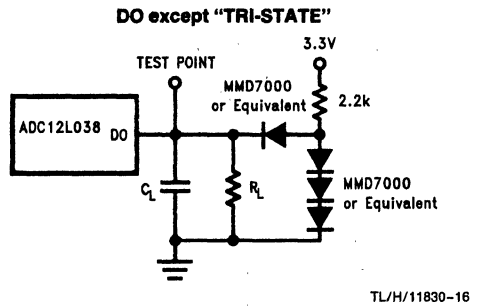 DO except "TRI-STATE"
3.3V
TEST POINT
MMD7000
or Equivalent
2.2k
ADC12L038
DO
CL
RL
MMD7000
or Equivalent
TL/H/11830-16